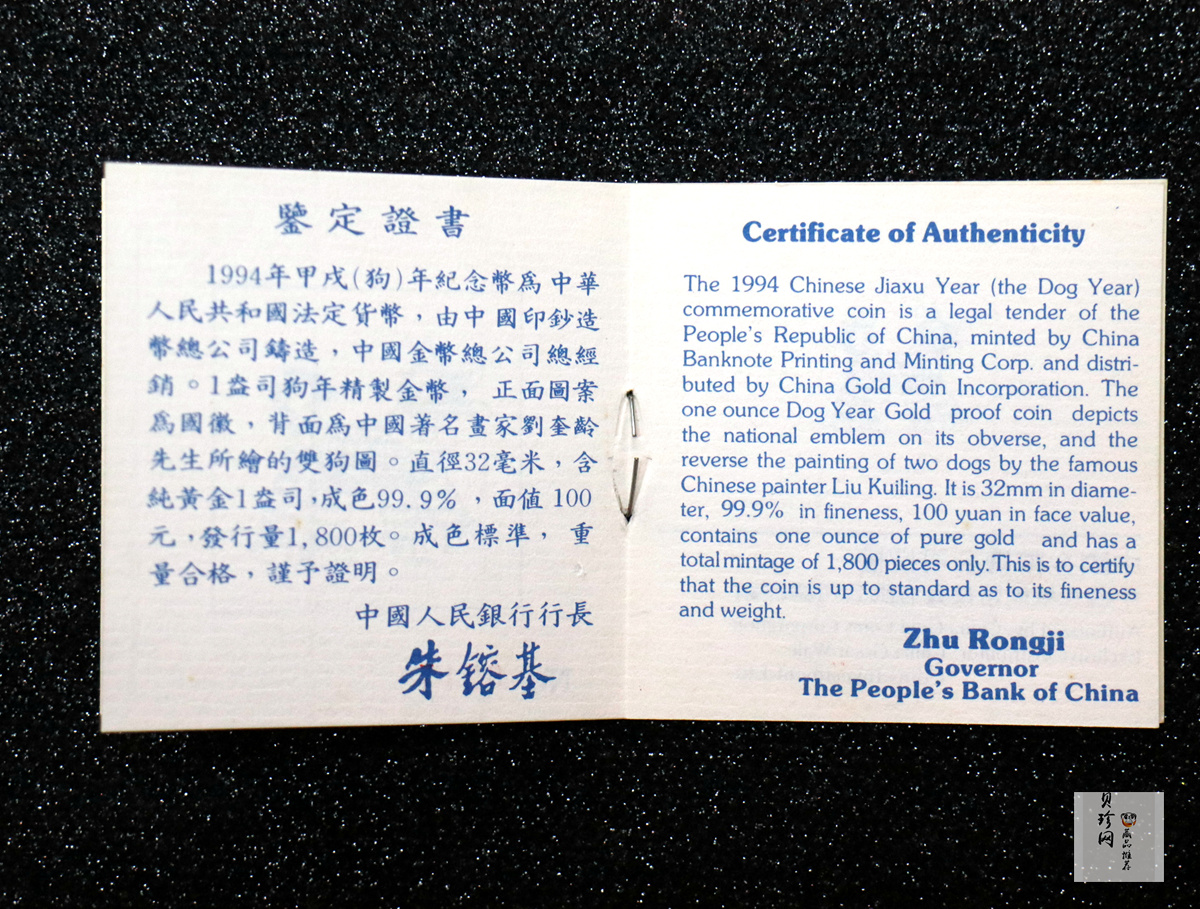 鑒定證書
1994年甲戌(狗)年紀念幣爲中華
人民共和國法定貨幣，由中國印鈔造
幣總公司鑄造，中國金幣總公司總經
銷。1盎司狗年精製金幣， 正面圖案
爲國徽，背面爲中國著名畫家劉奎齡
先生所繪的雙狗圖。直徑32毫米，含
純黃金1盎司，成色99.9%，面值100
元，發行量1,800枚。成色標準， 重
量合格，謹予證明。
中國人民銀行行長
朱鎔基
Certificate of Authenticity
The 1994 Chinese Jiaxu Year (the Dog Year)
commemorative coin is a legal tender of the
People's Republic of China, minted by China
Banknote Printing and Minting Corp. and distri-
buted by China Gold Coin Incorporation. The
one ounce Dog Year Gold proof coin depicts
the national emblem on its obverse, and the
reverse the painting of two dogs by the famous
Chinese painter Liu Kuiling. It is 32mm in diame-
ter, 99.9% in fineness, 100 yuan in face value,
contains one ounce of pure gold and has a
total mintage of 1,800 pieces only. This is to certify
that the coin is up to standard as to its fineness
and weight.
Zhu Rongji
Governor
The People's Bank of China
贝珍网
藏品推荐